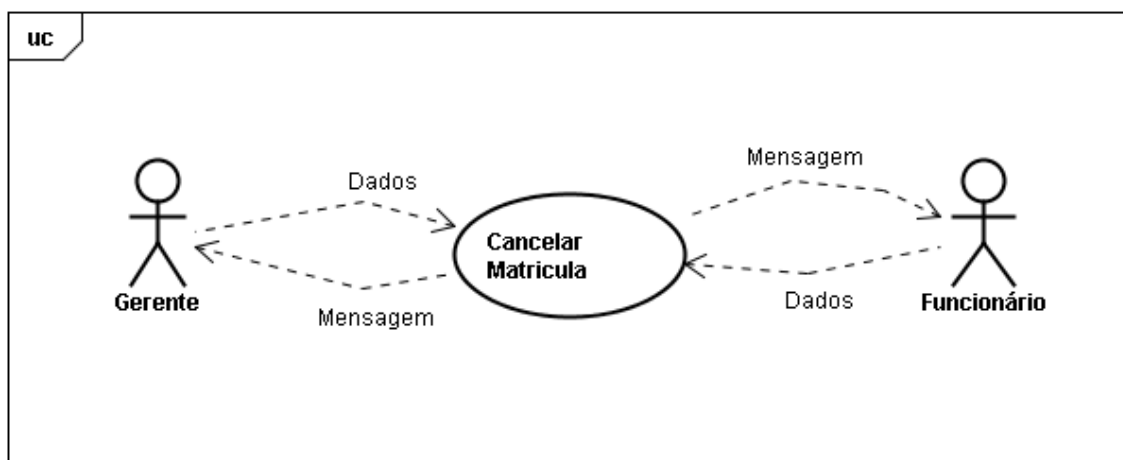 uc
Mensagem
Dados
Cancelar
Matricula
Gerente
Mensagem
Dados
Funcionário